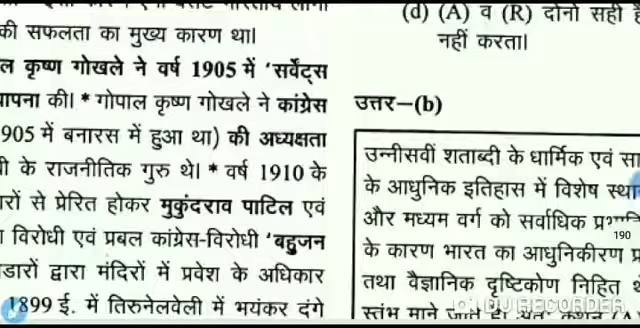 की सफलता का मुख्य कारण था।
ल कृष्ण गोखले ने वर्ष 1905 में 'सर्वेंट्स
पना की। * गोपाल कृष्ण गोखले ने कांग्रेस
905 में बनारस में हुआ था) की अध्यक्षता
के राजनीतिक गुरु थे। * वर्ष 1910 के
रों से प्रेरित होकर मुकुंदराव पाटिल एवं
विरोधी एवं प्रबल कांग्रेस-विरोधी 'बहुजन
डारों द्वारा मंदिरों में प्रवेश के अधिकार
1899 ई. में तिरुनेलवेली में भयंकर दंगे
(d) (A) व (R) दोनों सही
नहीं करता।
उत्तर–(b)
उन्नीसवीं शताब्दी के धार्मिक एवं सा
के आधुनिक इतिहास में विशेष स्था
और मध्यम वर्ग को सर्वाधिक
190
के कारण भारत का आधुनिकीकरण
तथा वैज्ञानिक दृष्टिकोण निहित
स्तंभ माने जाते
DU RECORDER